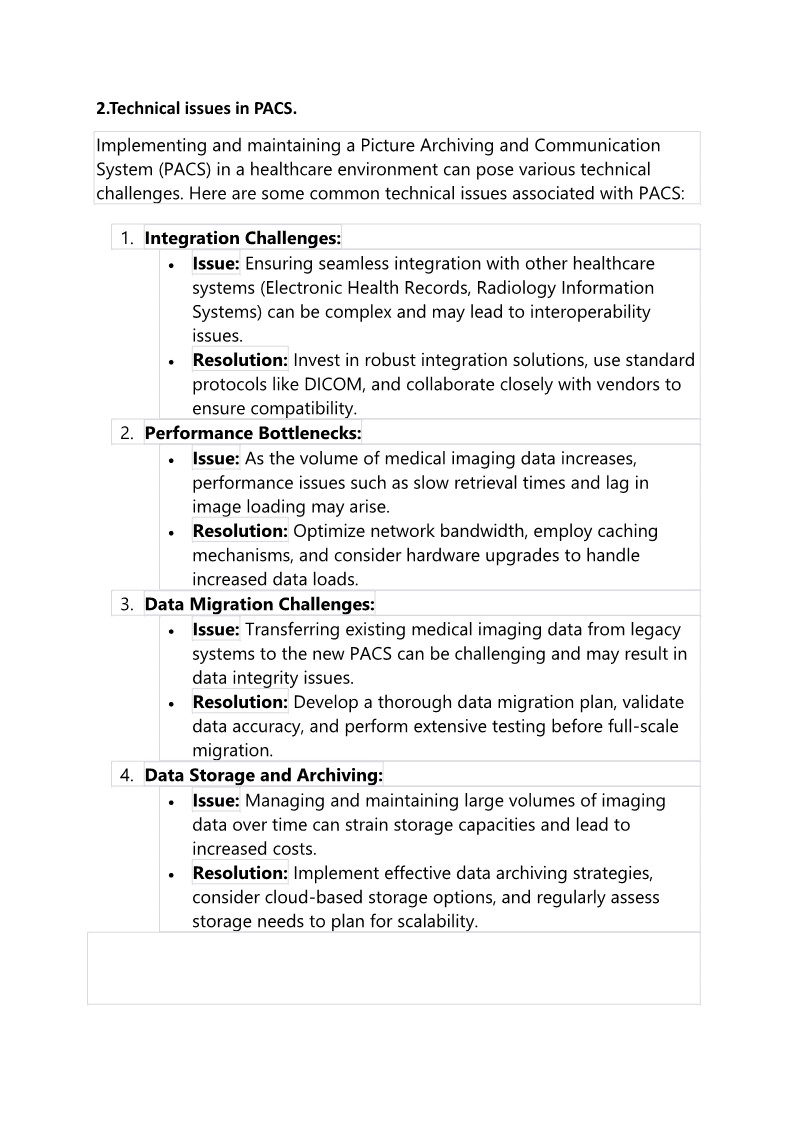 2.Technical issues in PACS.
Implementing and maintaining a Picture Archiving and Communication
System (PACS) in a healthcare environment can pose various technical
challenges. Here are some common technical issues associated with PACS:
1. Integration Challenges:
• Issue: Ensuring seamless integration with other healthcare
systems (Electronic Health Records, Radiology Information
Systems) can be complex and may lead to interoperability
issues.
• Resolution: Invest in robust integration solutions, use standard
protocols like DICOM, and collaborate closely with vendors to
ensure compatibility.
2. Performance Bottlenecks:
• Issue: As the volume of medical imaging data increases,
performance issues such as slow retrieval times and lag in
image loading may arise.
• Resolution: Optimize network bandwidth, employ caching
mechanisms, and consider hardware upgrades to handle
increased data loads.
3. Data Migration Challenges:
• Issue: Transferring existing medical imaging data from legacy
systems to the new PACS can be challenging and may result in
data integrity issues.
• Resolution: Develop a thorough data migration plan, validate
data accuracy, and perform extensive testing before full-scale
migration.
4. Data Storage and Archiving:
• Issue: Managing and maintaining large volumes of imaging
data over time can strain storage capacities and lead to
increased costs.
• Resolution: Implement effective data archiving strategies,
consider cloud-based storage options, and regularly assess
storage needs to plan for scalability.